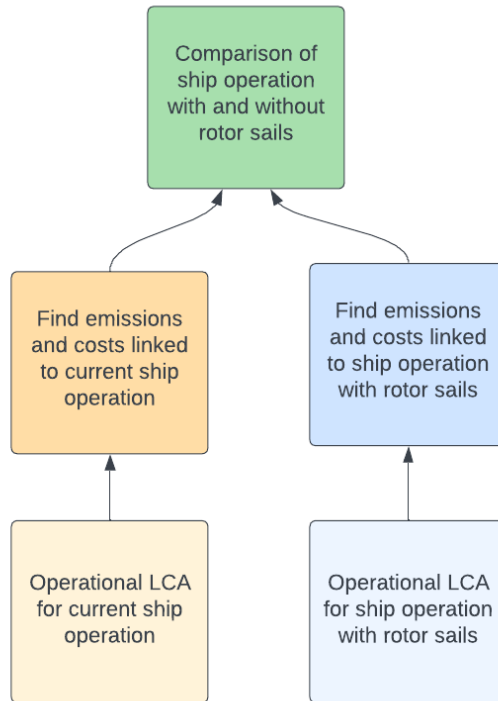 Comparison of
ship operation
with and without
rotor sails
Find emissions
and costs linked
to current ship
operation
Find emissions
and costs linked
to ship operation
with rotor sails
Operational LCA
for current ship
operation
Operational LCA
for ship operation
with rotor sails